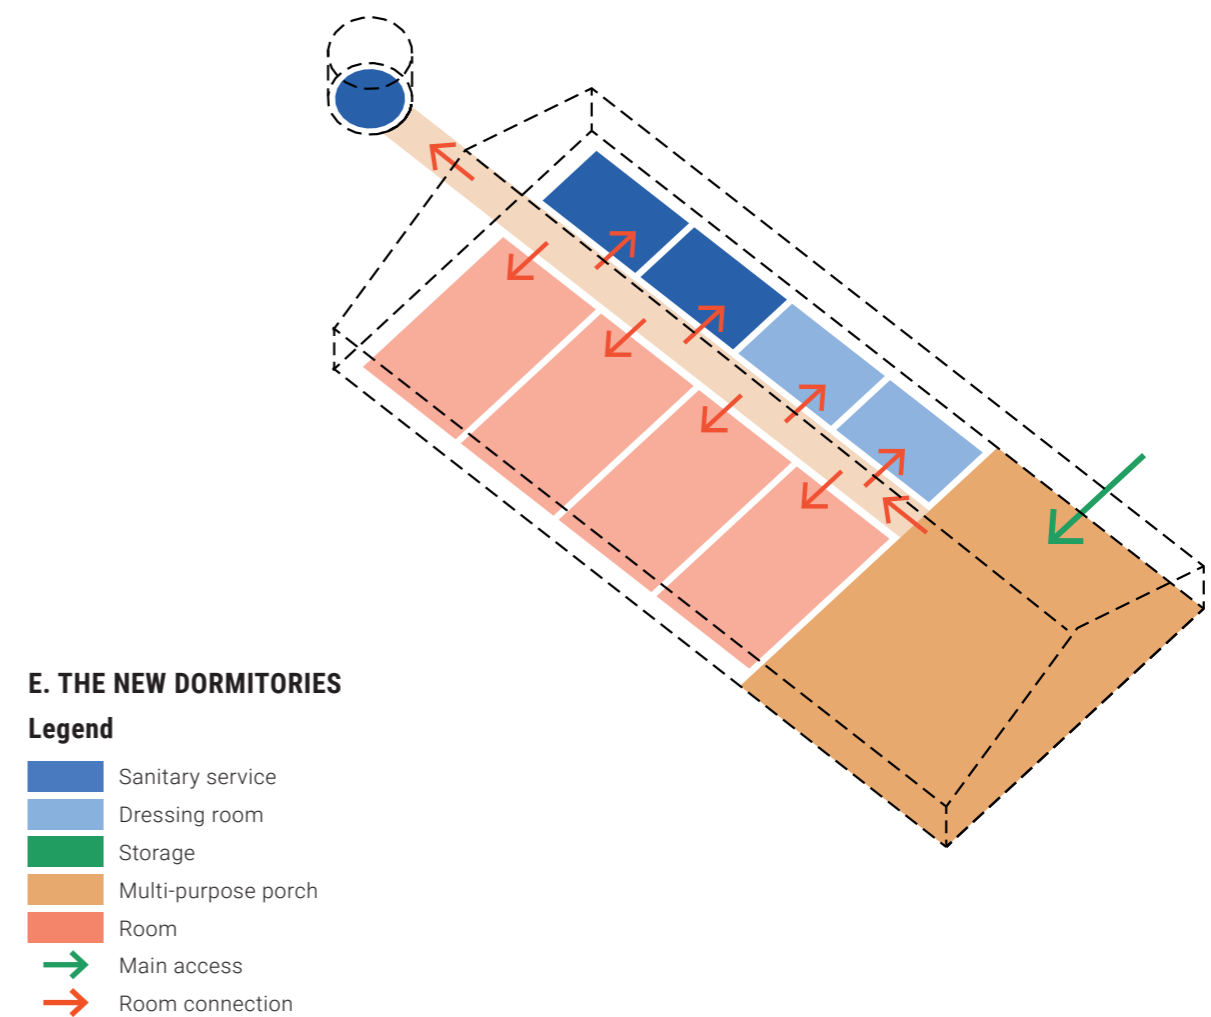 E. THE NEW DORMITORIES
Legend
Sanitary service
Dressing room
Storage
Multi-purpose porch
Room
Main access
Room connection